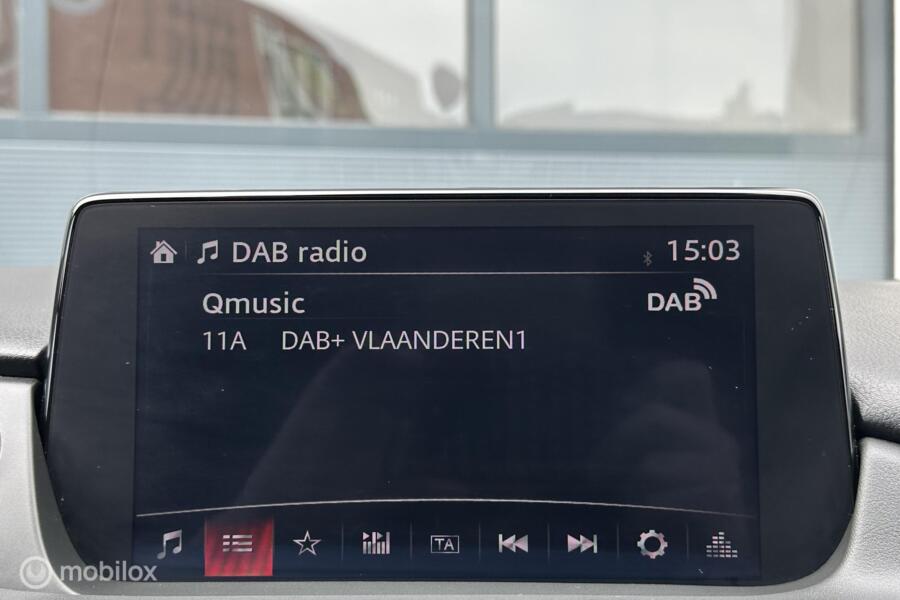 DAB radio 15:03
Qmusic DAB
11A DAB+ VLAANDEREN1
TA
mobilox